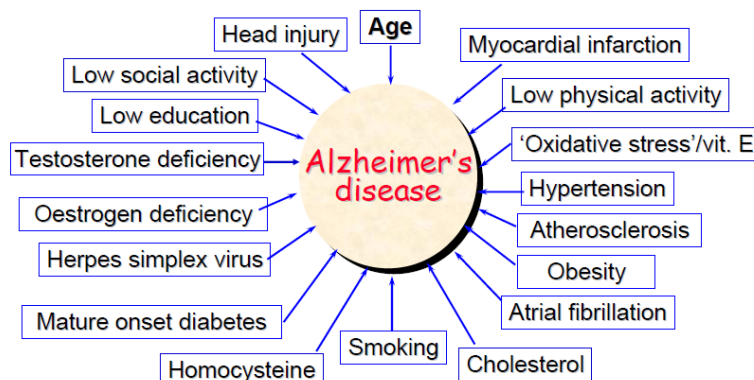 Age
Head injury
Myocardial infarction
Low social activity
Low physical activity
Low education
'Oxidative stress'/vit. E
Testosterone deficiency
Alzheimer's
disease
Hypertension
Oestrogen deficiency
Atherosclerosis
Herpes simplex virus
Obesity
Mature onset diabetes
Atrial fibrillation
Smoking
Homocysteine
Cholesterol